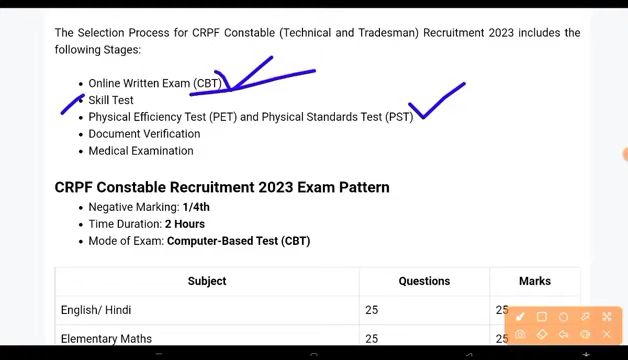 The Selection Process for CRPF Constable (Technical and Tradesman) Recruitment 2023 includes the
following Stages:
• Online Written Exam (CBT)
• Skill Test
• Physical Efficiency Test (PET) and Physical Standards Test (PST)
• Document Verification
• Medical Examination
CRPF Constable Recruitment 2023 Exam Pattern
• Negative Marking: 1/4th
• Time Duration: 2 Hours
• Mode of Exam: Computer-Based Test (CBT)
Subject Questions Marks
English/ Hindi 25 25
Elementary Maths 25 25